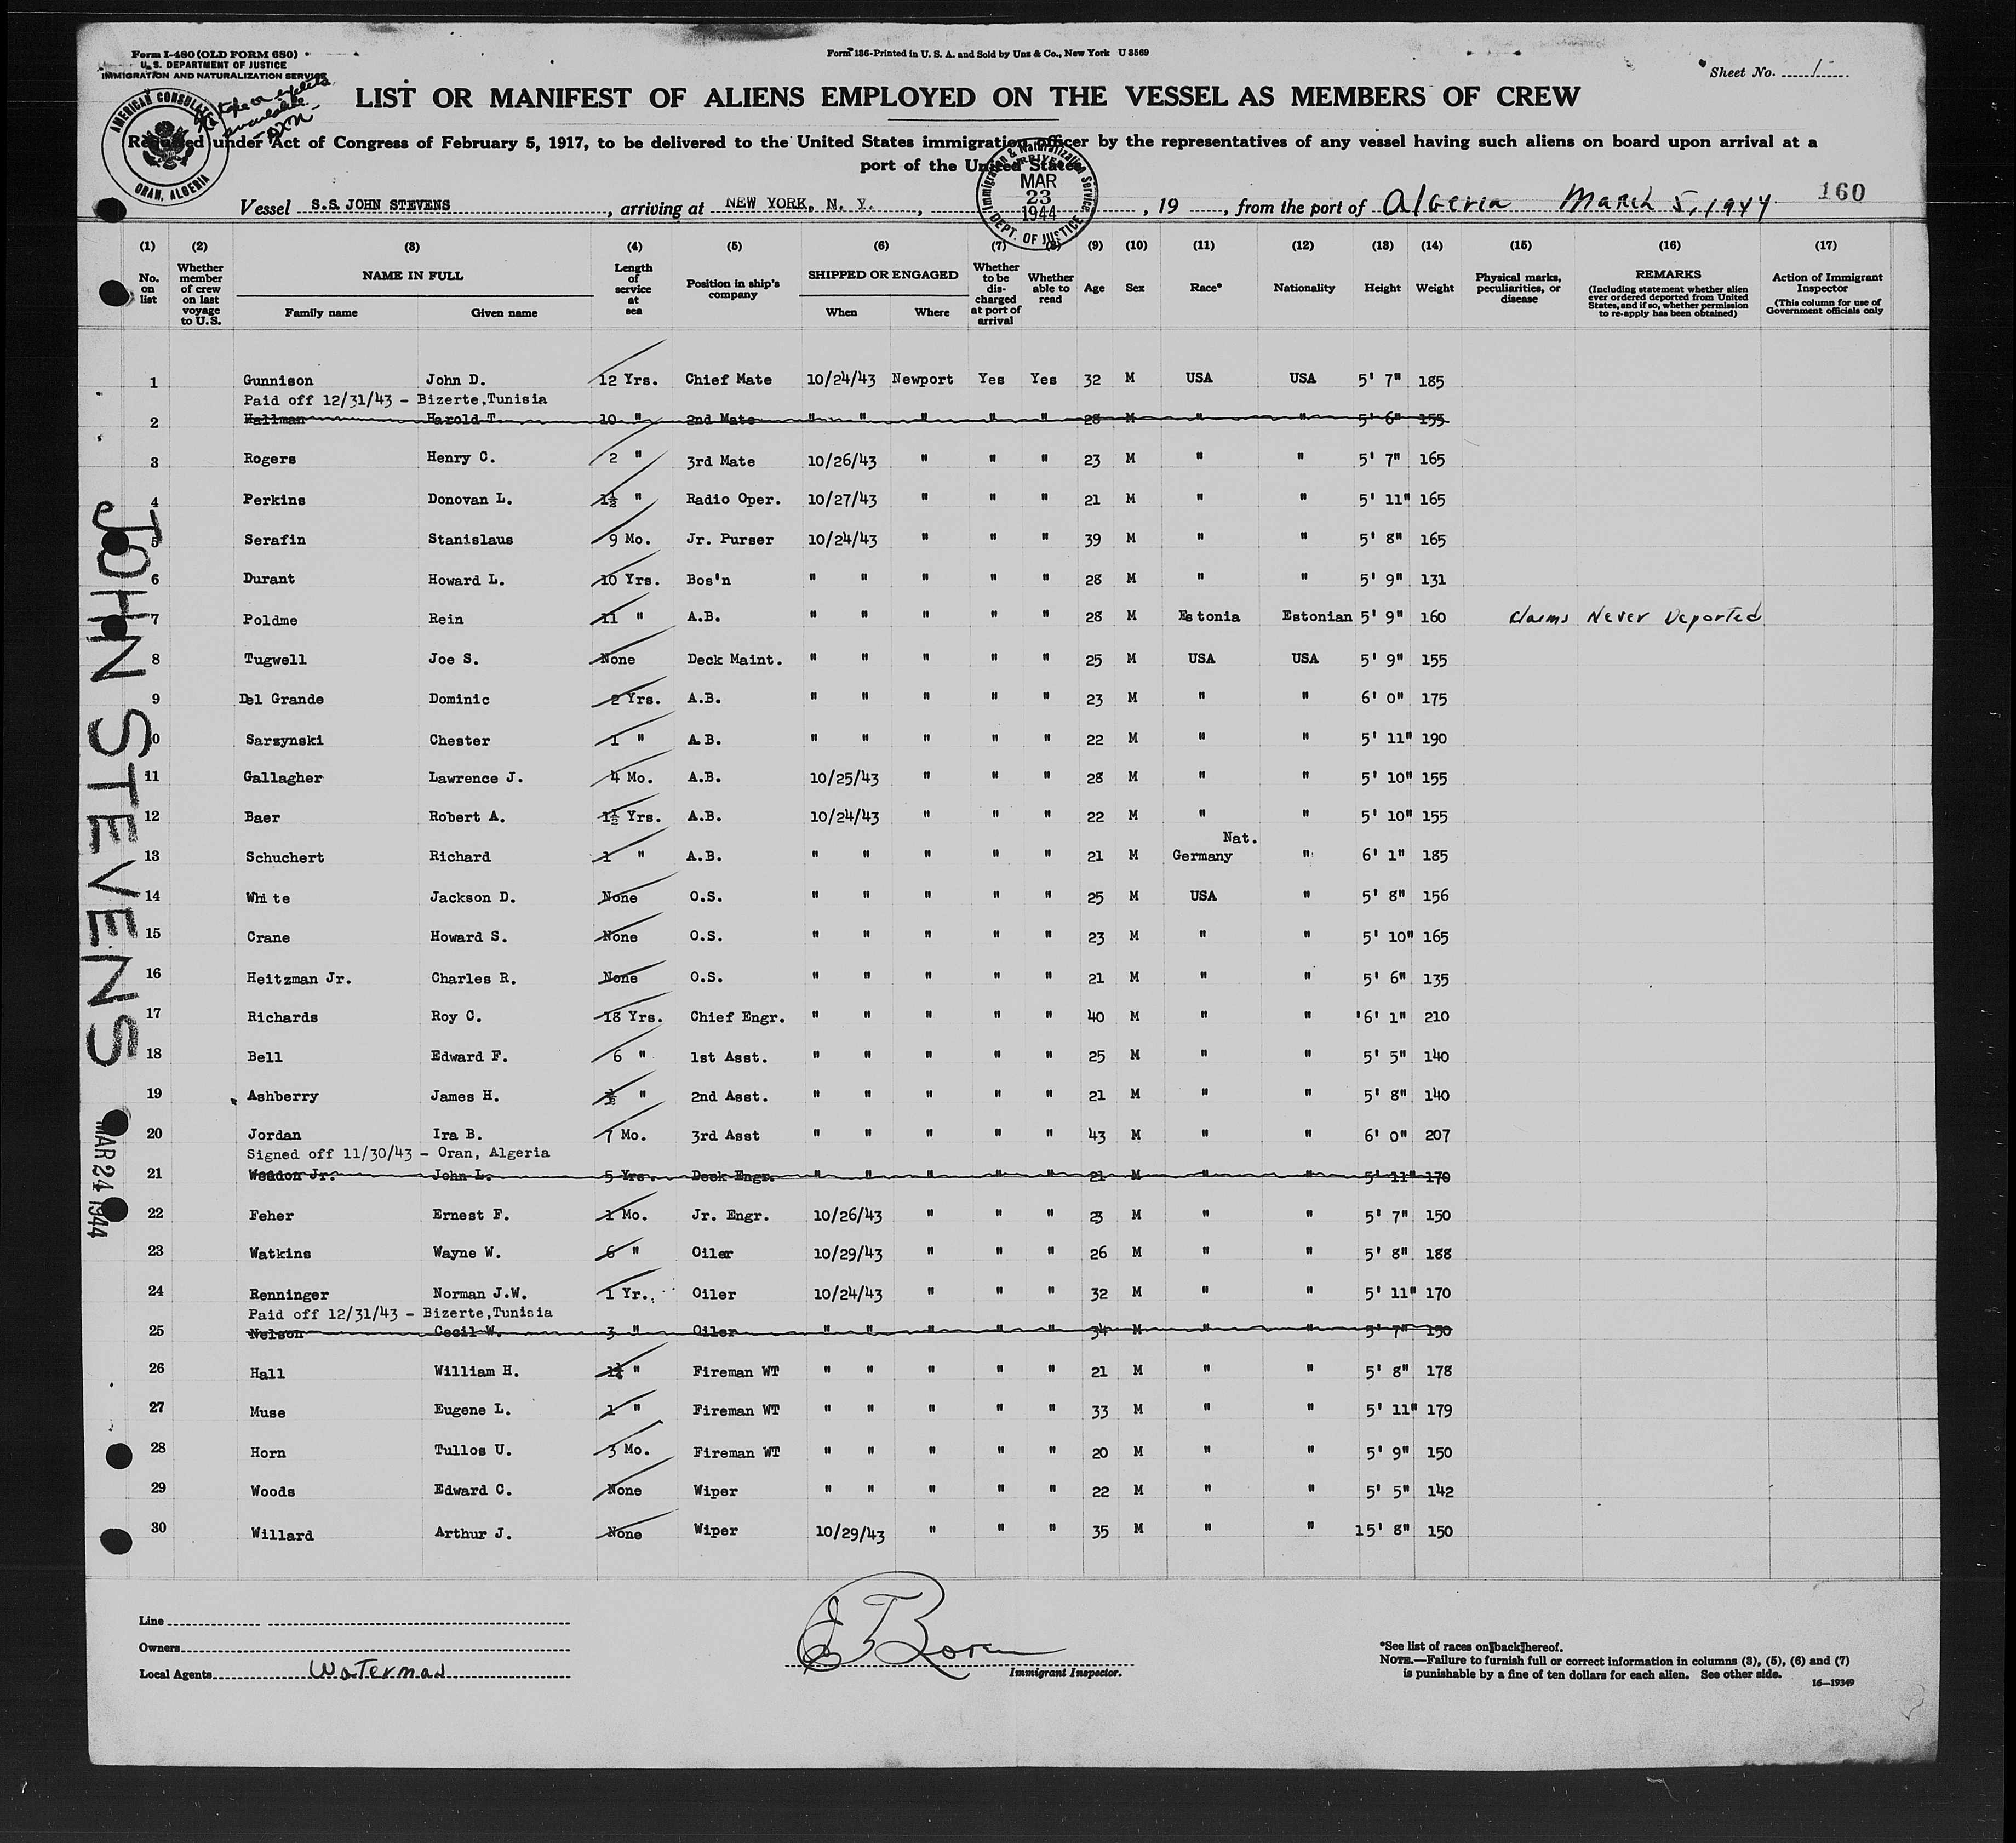 Form I-480 (OLD FORM 680)
U. S. DEPARTMENT OF JUSTICE
IMMIGRATION AND NATURALIZATION SERVICE
Form 136-Printed in U. S. A. and Sold by Unz & Co., New York U 3569
Sheet No. 1
AMERICAN CONSULATE
ORAN, ALGERIA
LIST OR MANIFEST OF ALIENS EMPLOYED ON THE VESSEL AS MEMBERS OF CREW
Required under Act of Congress of February 5, 1917, to be delivered to the United States immigration officer by the representatives of any vessel having such aliens on board upon arrival at a
port of the United States
Immigration & Naturalization Service
ARRIVED
MAR
23
1944
DEPT. OF JUSTICE
160
Vessel S.S. JOHN STEVENS, arriving at NEW YORK, N. Y., , 19 , from the port of Algeria March 5, 1944
(1) (2) (3) (4) (5) (6) (7) (8) (9) (10) (11) (12) (13) (14) (15) (16) (17)
No. on list
Whether member of crew on last voyage to U.S.
NAME IN FULL
Family name Given name
Length of service at sea
Position in ship's company
SHIPPED OR ENGAGED
When Where
Whether to be discharged at port of arrival
Whether able to read
Age Sex Race* Nationality Height Weight
Physical marks, peculiarities, or disease
REMARKS
(Including statement whether alien ever ordered deported from United States, and if so, whether permission to re-apply has been obtained)
Action of Immigrant Inspector
(This column for use of Government officials only)
1 Gunnison John D. 12 Yrs. Chief Mate 10/24/43 Newport Yes Yes 32 M USA USA 5' 7" 185
Paid off 12/31/43 - Bizerte,Tunisia
2 Hallman Harold T. 10 " 2nd Mate " " " " " 28 M " " 5' 6" 155
3 Rogers Henry C. 2 " 3rd Mate 10/26/43 " " " 23 M " " 5' 7" 165
4 Perkins Donovan L. 1½ " Radio Oper. 10/27/43 " " " 21 M " " 5' 11" 165
5 Serafin Stanislaus 9 Mo. Jr. Purser 10/24/43 " " " 39 M " " 5' 8" 165
6 Durant Howard L. 10 Yrs. Bos'n " " " " " 28 M " " 5' 9" 131
7 Poldme Rein 11 " A.B. " " " " " 28 M Estonia Estonian 5' 9" 160 Claims Never Deported
8 Tugwell Joe S. None Deck Maint. " " " " " 25 M USA USA 5' 9" 155
9 Del Grande Dominic 2 Yrs. A.B. " " " " " 23 M " " 6' 0" 175
10 Sarzynski Chester 1 " A.B. " " " " " 22 M " " 5' 11" 190
11 Gallagher Lawrence J. 4 Mo. A.B. 10/25/43 " " " 28 M " " 5' 10" 155
12 Baer Robert A. 1½ Yrs. A.B. 10/24/43 " " " 22 M " " 5' 10" 155
Nat.
13 Schuchert Richard 1 " A.B. " " " " " 21 M Germany " 6' 1" 185
14 White Jackson D. None O.S. " " " " " 25 M USA " 5' 8" 156
15 Crane Howard S. None O.S. " " " " " 23 M " " 5' 10" 165
16 Heitzman Jr. Charles R. None O.S. " " " " " 21 M " " 5' 6" 135
17 Richards Roy C. 18 Yrs. Chief Engr. " " " " " 40 M " " '6' 1" 210
18 Bell Edward F. 6 " 1st Asst. " " " " " 25 M " " 5' 5" 140
19 Ashberry James H. " 2nd Asst. " " " " " 21 M " " 5' 8" 140
20 Jordan Ira B. 7 Mo. 3rd Asst " " " " " 43 M " " 6' 0" 207
Signed off 11/30/43 - Oran, Algeria
21 Weddon Jr. John L. 5 Yrs. Deck Engr. " " " " " 21 M " " 5' 11" 170
22 Feher Ernest F. 1 Mo. Jr. Engr. 10/26/43 " " " 23 M " " 5' 7" 150
23 Watkins Wayne W. 6 " Oiler 10/29/43 " " " 26 M " " 5' 8" 188
24 Renninger Norman J.W. 1 Yr. Oiler 10/24/43 " " " 32 M " " 5' 11" 170
Paid off 12/31/43 - Bizerte,Tunisia
25 Nelson Cecil W. 3 " Oiler " " " " " 34 M " " 5' 7" 150
26 Hall William H. " Fireman WT " " " " " 21 M " " 5' 8" 178
27 Muse Eugene L. 1 " Fireman WT " " " " " 33 M " " 5' 11" 179
28 Horn Tullos U. 3 Mo. Fireman WT " " " " " 20 M " " 5' 9" 150
29 Woods Edward C. None Wiper " " " " " 22 M " " 5' 5" 142
30 Willard Arthur J. None Wiper 10/29/43 " " " 35 M " " 15' 8" 150
JOHN STEVENS
MAR 24 1944
Line
Owners
Local Agents Waterman
Immigrant Inspector.
*See list of races on back hereof.
NOTE.—Failure to furnish full or correct information in columns (3), (5), (6) and (7)
is punishable by a fine of ten dollars for each alien. See other side.
16—19349